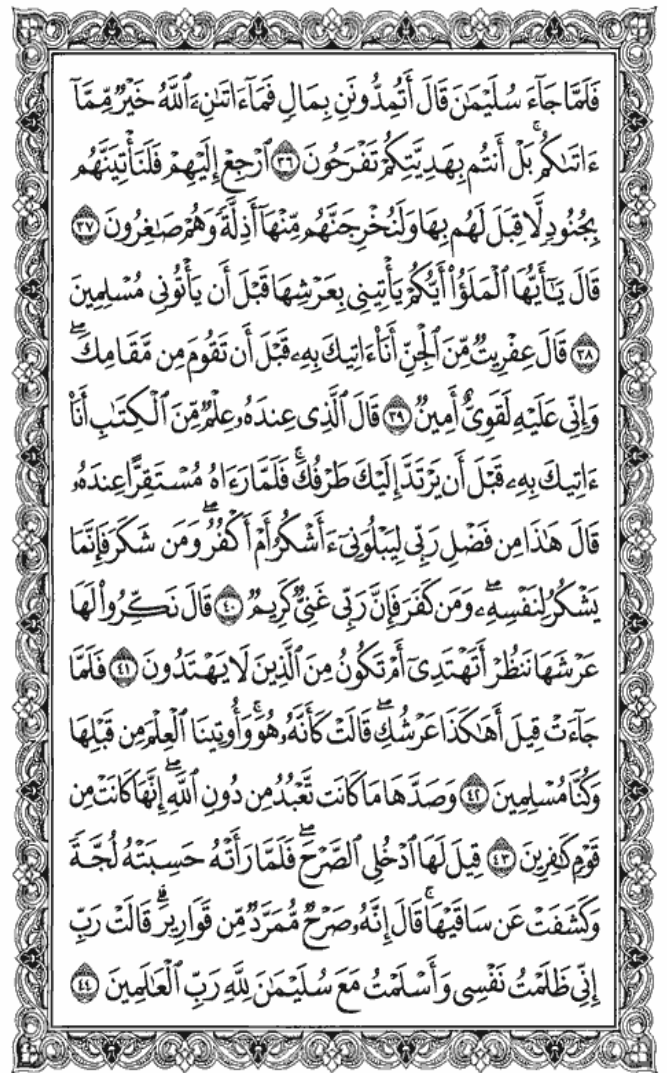 فَلَمَّا جَآءَ سُلَيْمَٰنَ قَالَ أَتُمِدُّونَنِ بِمَالٍ فَمَآ ءَاتَىٰنِۦَ ٱللَّهُ خَيْرٌ مِّمَّآ
ءَاتَىٰكُم ۚ بَلْ أَنتُم بِهَدِيَّتِكُمْ تَفْرَحُونَ ٣٦ ٱرْجِعْ إِلَيْهِمْ فَلَنَأْتِيَنَّهُم
بِجُنُودٍ لَّا قِبَلَ لَهُم بِهَا وَلَنُخْرِجَنَّهُم مِّنْهَآ أَذِلَّةً وَهُمْ صَٰغِرُونَ ٣٧
قَالَ يَٰٓأَيُّهَا ٱلْمَلَؤُا۟ أَيُّكُمْ يَأْتِينِى بِعَرْشِهَا قَبْلَ أَن يَأْتُونِى مُسْلِمِينَ
٣٨ قَالَ عِفْرِيتٌ مِّنَ ٱلْجِنِّ أَنَا۠ ءَاتِيكَ بِهِۦ قَبْلَ أَن تَقُومَ مِن مَّقَامِكَ ۖ
وَإِنِّى عَلَيْهِ لَقَوِىٌّ أَمِينٌ ٣٩ قَالَ ٱلَّذِى عِندَهُۥ عِلْمٌ مِّنَ ٱلْكِتَٰبِ أَنَا۠
ءَاتِيكَ بِهِۦ قَبْلَ أَن يَرْتَدَّ إِلَيْكَ طَرْفُكَ ۚ فَلَمَّا رَءَاهُ مُسْتَقِرًّا عِندَهُۥ
قَالَ هَٰذَا مِن فَضْلِ رَبِّى لِيَبْلُوَنِىٓ ءَأَشْكُرُ أَمْ أَكْفُرُ ۖ وَمَن شَكَرَ فَإِنَّمَا
يَشْكُرُ لِنَفْسِهِۦ ۖ وَمَن كَفَرَ فَإِنَّ رَبِّى غَنِىٌّ كَرِيمٌ ٤٠ قَالَ نَكِّرُوا۟ لَهَا
عَرْشَهَا نَنظُرْ أَتَهْتَدِىٓ أَمْ تَكُونُ مِنَ ٱلَّذِينَ لَا يَهْتَدُونَ ٤١ فَلَمَّا
جَآءَتْ قِيلَ أَهَٰكَذَا عَرْشُكِ ۖ قَالَتْ كَأَنَّهُۥ هُوَ ۚ وَأُوتِينَا ٱلْعِلْمَ مِن قَبْلِهَا
وَكُنَّا مُسْلِمِينَ ٤٢ وَصَدَّهَا مَا كَانَت تَّعْبُدُ مِن دُونِ ٱللَّهِ ۖ إِنَّهَا كَانَتْ مِن
قَوْمٍ كَٰفِرِينَ ٤٣ قِيلَ لَهَا ٱدْخُلِى ٱلصَّرْحَ ۖ فَلَمَّا رَأَتْهُ حَسِبَتْهُ لُجَّةً
وَكَشَفَتْ عَن سَاقَيْهَا ۚ قَالَ إِنَّهُۥ صَرْحٌ مُّمَرَّدٌ مِّن قَوَارِيرَ ۗ قَالَتْ رَبِّ
إِنِّى ظَلَمْتُ نَفْسِى وَأَسْلَمْتُ مَعَ سُلَيْمَٰنَ لِلَّهِ رَبِّ ٱلْعَٰلَمِينَ ٤٤